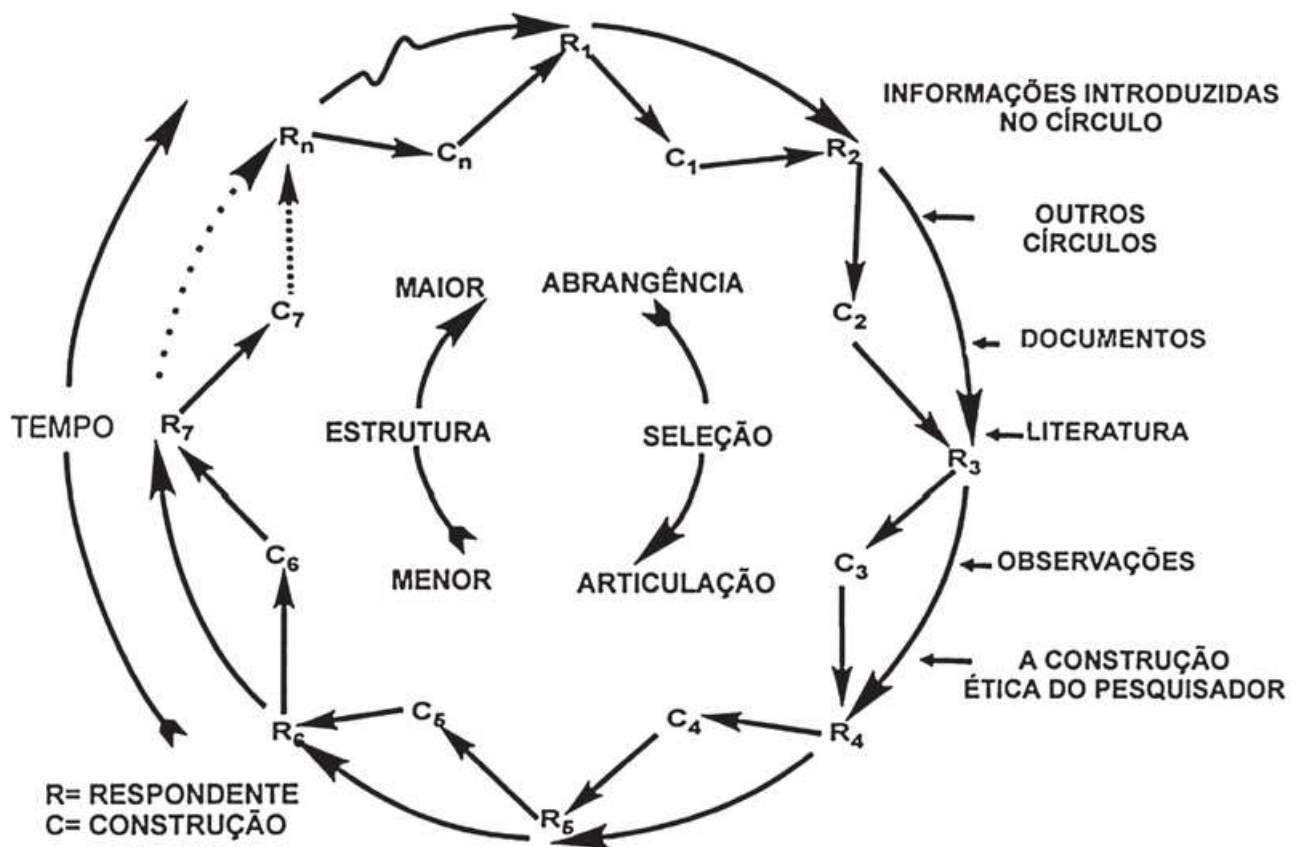 R1
Rn
Cn
C1
R2
INFORMAÇÕES INTRODUZIDAS
NO CÍRCULO
OUTROS
CÍRCULOS
MAIOR
ABRANGÊNCIA
C7
C2
DOCUMENTOS
TEMPO
R7
ESTRUTURA
SELEÇÃO
R3
LITERATURA
C6
MENOR
ARTICULAÇÃO
C3
OBSERVAÇÕES
A CONSTRUÇÃO
ÉTICA DO PESQUISADOR
R6
C5
C4
R4
R5
R= RESPONDENTE
C= CONSTRUÇÃO